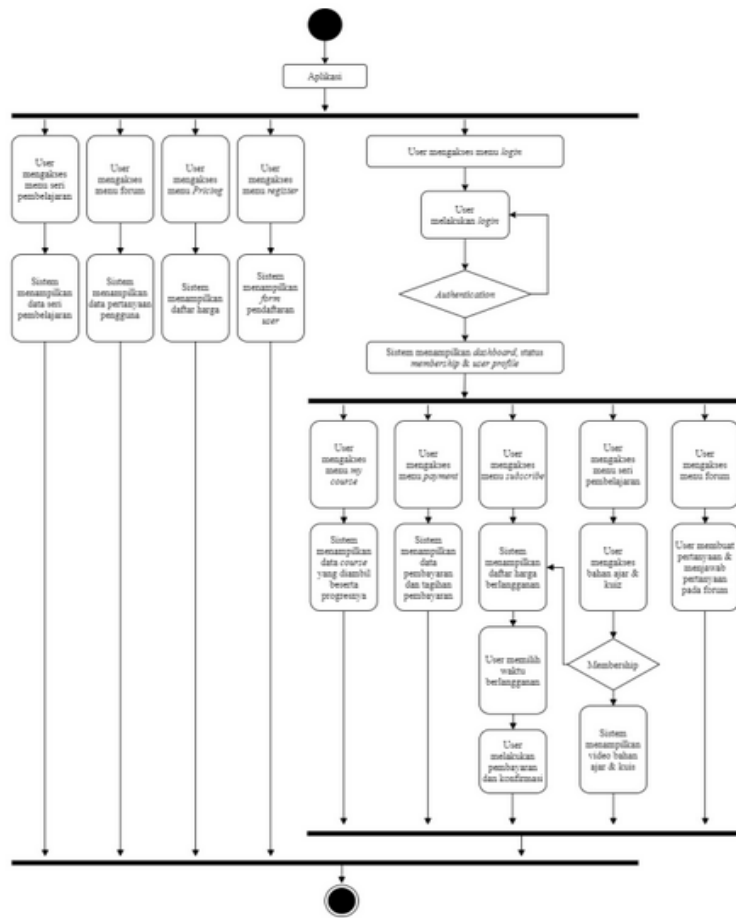 Aplikasi
User
mengakses
menu seri
pembelajaran
User
mengakses
menu forum
User
mengakses
menu Pricing
User
mengakses
menu register
User mengakses menu login
User
melakukan login
Sistem
menampilkan
data seri
pembelajaran
Sistem
menampilkan
data pertanyaan
pengguna
Sistem
menampilkan
daftar harga
Sistem
menampilkan
form
pendaftaran
user
Authentication
Sistem menampilkan dashboard, status
membership & user profile
User
mengakses
menu my
course
User
mengakses
menu payment
User
mengakses
menu subscribe
User
mengakses
menu seri
pembelajaran
User
mengakses
menu forum
Sistem
menampilkan
data course
yang diambil
beserta
progresnya
Sistem
menampilkan
data
pembayaran
dan tagihan
pembayaran
Sistem
menampilkan
daftar harga
berlangganan
User
mengakses
bahan ajar &
kuiz
User membuat
pertanyaan &
menjawab
pertanyaan
pada forum
User memilih
waktu
berlangganan
Membership
User
melakukan
pembayaran
dan konfirmasi
Sistem
menampilkan
video bahan
ajar & kuis